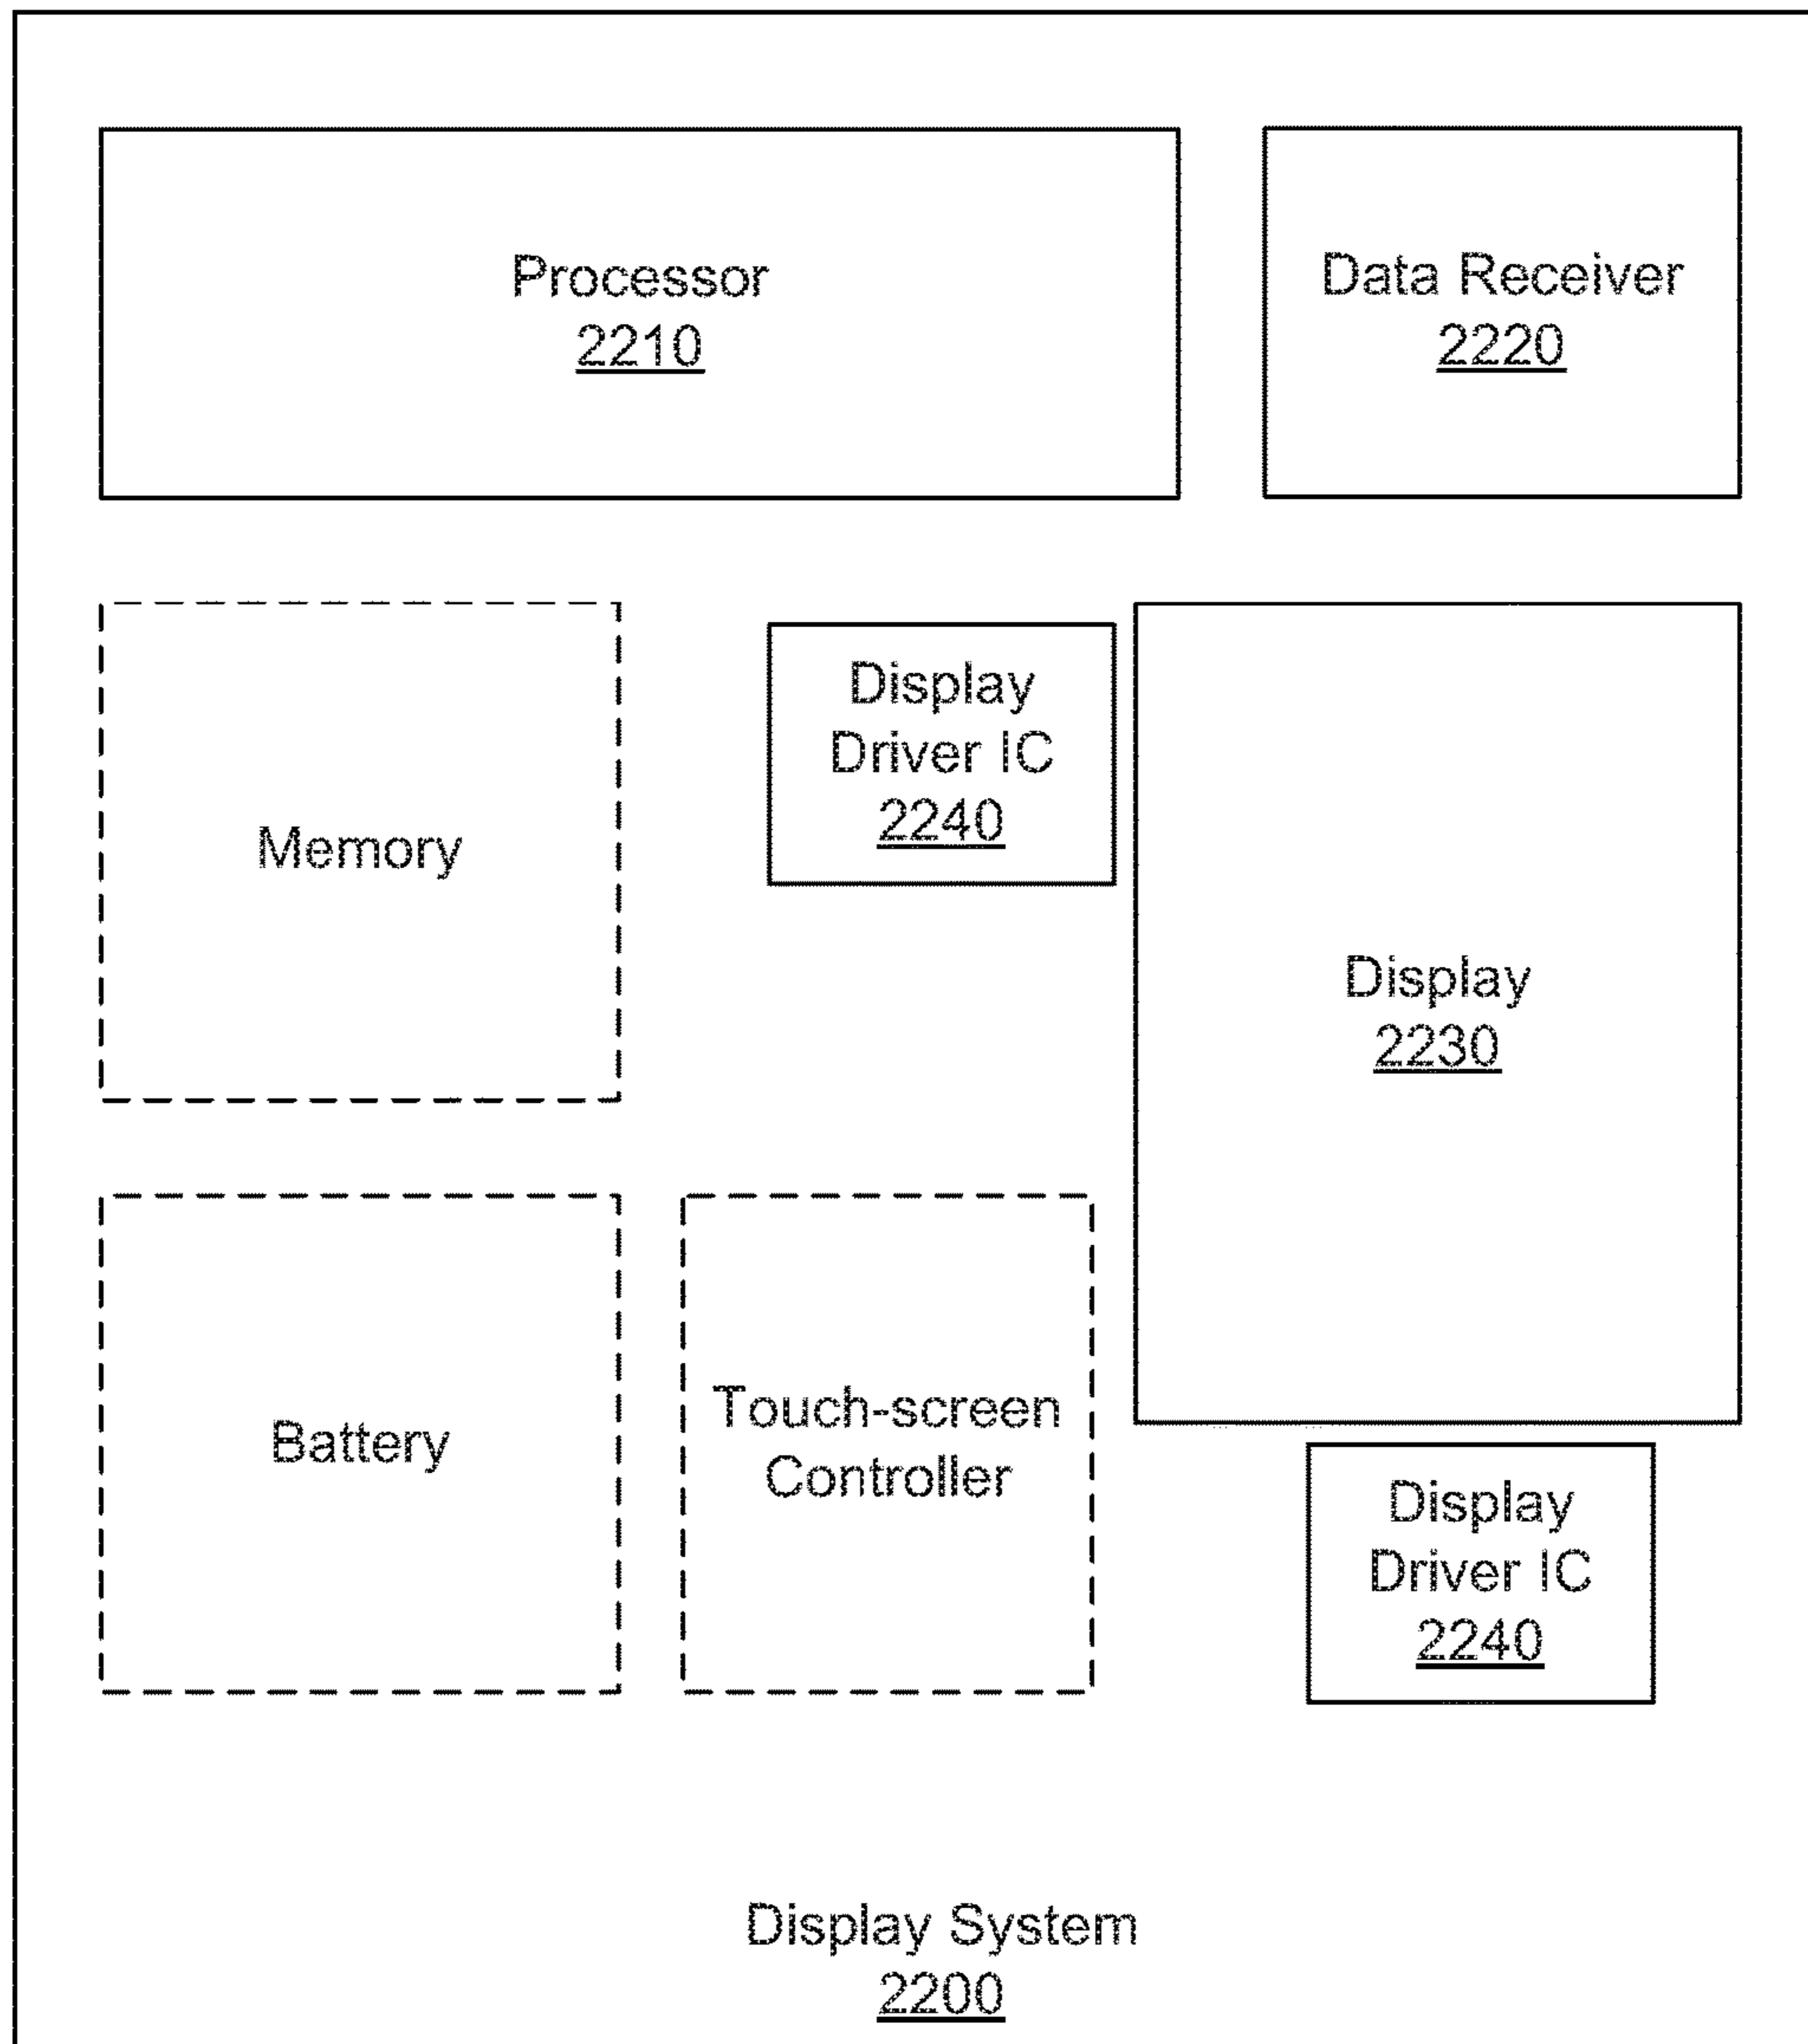 Processor
2210
Data Receiver
2220
Memory
Display
Driver IC
2240
Display
2230
Battery
Touch-screen
Controller
Display
Driver IC
2240
Display System
2200